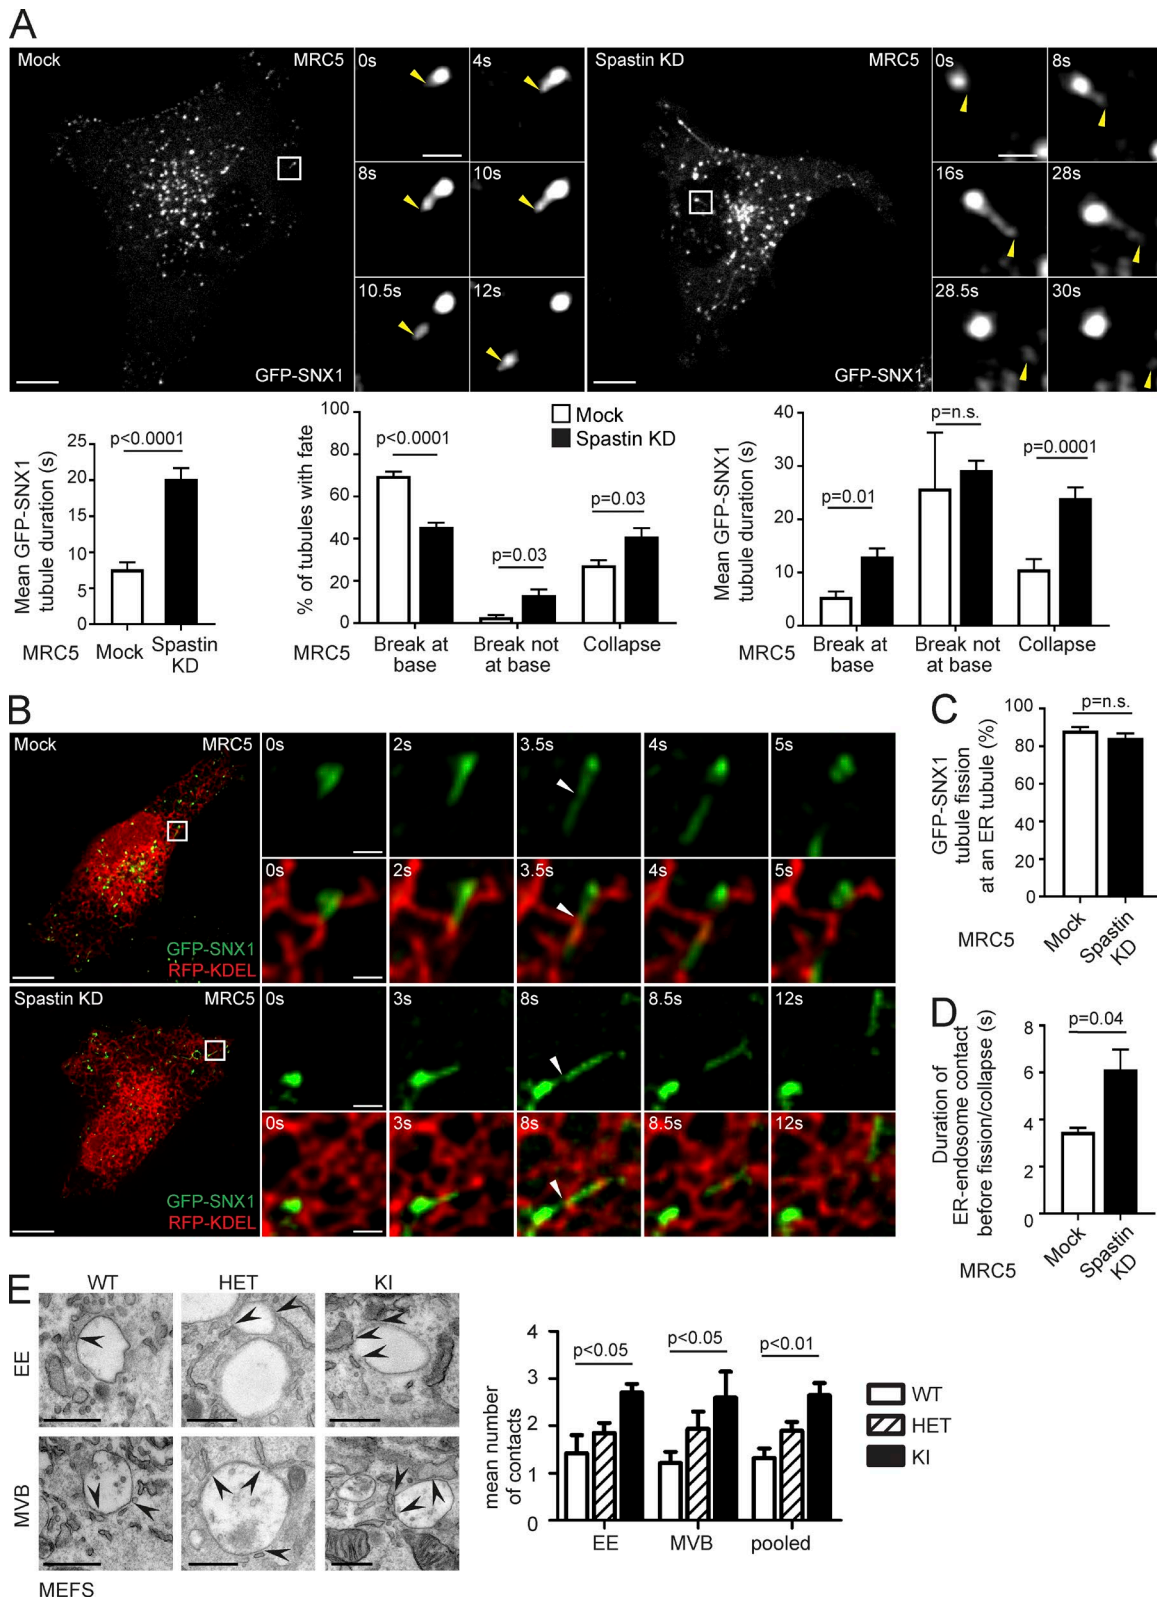 A
Mock MRC5 0s 4s Spastin KD MRC5 0s 8s
8s 10s 16s 28s
10.5s 12s 28.5s 30s
GFP-SNX1 GFP-SNX1
Mean GFP-SNX1
tubule duration (s)
25
20
15
10
5
0
p<0.0001
MRC5 Mock Spastin
KD
% of tubules with fate
100
80
60
40
20
0
p<0.0001
p=0.03
p=0.03
Mock
Spastin KD
MRC5 Break at
base
Break not
at base
Collapse
Mean GFP-SNX1
tubule duration (s)
40
30
20
10
0
p=0.01
p=n.s.
p=0.0001
MRC5 Break at
base
Break not
at base
Collapse
B
Mock MRC5 0s 2s 3.5s 4s 5s
0s 2s 3.5s 4s 5s
GFP-SNX1
RFP-KDEL
Spastin KD MRC5 0s 3s 8s 8.5s 12s
0s 3s 8s 8.5s 12s
GFP-SNX1
RFP-KDEL
C
GFP-SNX1
tubule fission
at an ER tubule (%)
100
80
60
40
20
0
p=n.s.
MRC5 Mock Spastin
KD
D
Duration of
ER-endosome contact
before fission/collapse (s)
8
6
4
2
0
p=0.04
MRC5 Mock Spastin
KD
E
WT HET KI
EE
MVB
MEFS
mean number
of contacts
4
3
2
1
0
p<0.05 p<0.05 p<0.01
EE MVB pooled
WT
HET
KI